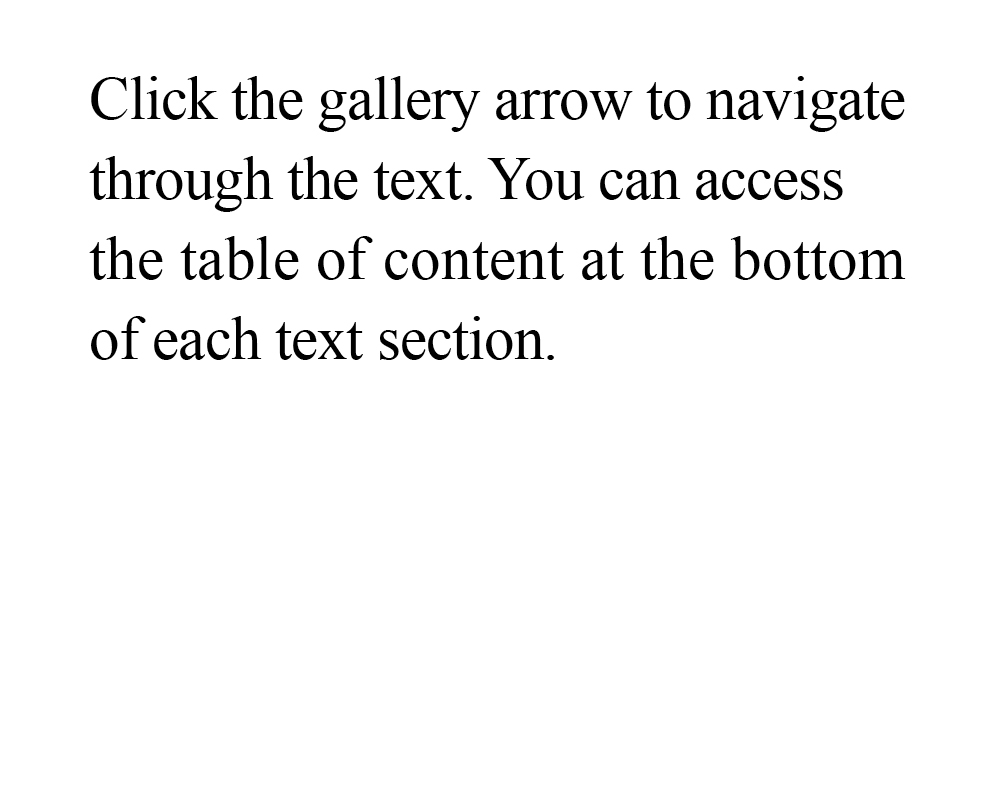 Click the gallery arrow to navigate
through the text. You can access
the table of content at the bottom
of each text section.